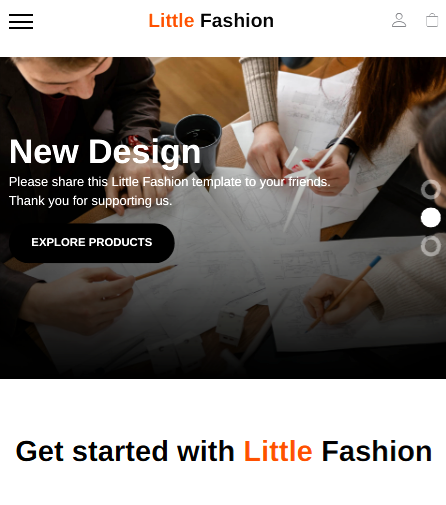 Little Fashion
New Design
Please share this Little Fashion template to your friends.
Thank you for supporting us.
EXPLORE PRODUCTS
Get started with Little Fashion